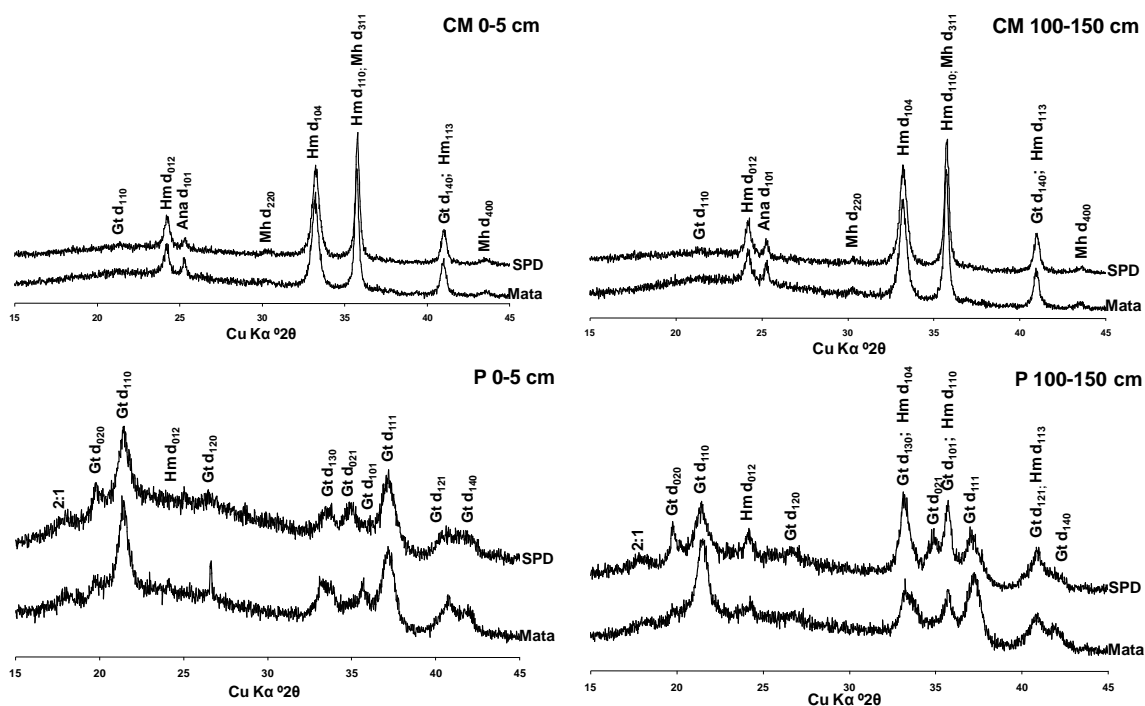 CM 0-5 cm
Gt d110
Hm d012
Ana d101
Mh d220
Hm d104
Hm d110; Mh d311
Gt d140; Hm113
Mh d400
SPD
Mata
15 20 25 30 35 40 45
Cu Kα º2θ
CM 100-150 cm
Gt d110
Hm d012
Ana d101
Mh d220
Hm d104
Hm d110; Mh d311
Gt d140; Hm d113
Mh d400
SPD
Mata
15 20 25 30 35 40 45
Cu Kα º2θ
P 0-5 cm
2:1
Gt d020
Gt d110
Hm d012
Gt d120
Gt d130
Gt d021
Gt d101
Gt d111
Gt d121
Gt d140
SPD
Mata
15 20 25 30 35 40 45
Cu Kα º2θ
P 100-150 cm
2:1
Gt d020
Gt d110
Hm d012
Gt d120
Gt d130; Hm d104
Gt d021
Gt d101; Hm d110
Gt d111
Gt d121; Hm d113
Gt d140
SPD
Mata
15 20 25 30 35 40 45
Cu Kα º2θ